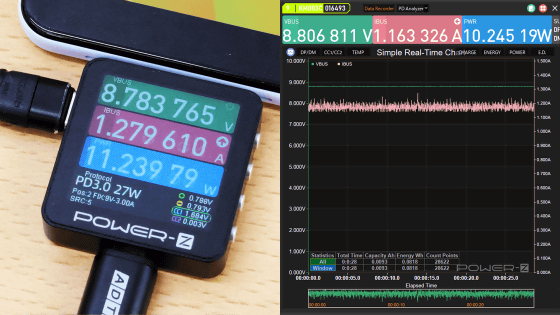 VBUS
8.783 765 V
IBUS
1.279 610 A
PWR
11.239 79 W
Protocol
PD3.0 27W
Pos:2 F(0C9V-3.00A
SRC:5
0.788V
0.793V
1.684V
0.003V
POWER-Z
ADT
016493
Data Recorder
PD Analyzer
VBUS
8.806 811 V
IBUS
1.163 326 A
PWR
10.245 19W
DP/DM
CC1/CC2
TEMP
Simple Real-Time Ch
CHARGE
ENERGY
POWER
E.D.
VBUS
IBUS
10.000V
9.000V
8.000V
7.000V
6.000V
5.000V
4.000V
3.000V
2.000V
1.000V
0.000V
1.500A
1.400A
1.300A
1.200A
1.100A
1.000A
0.900A
0.800A
0.700A
0.600A
0.500A
0.400A
0.300A
0.200A
0.100A
0.000A
Statistics Total Time Capacity Ah Energy Wh Count Points
All 0:0:28 0.0093 0.0818 28622
Window 0:0:28 0.0093 0.0818 28622
POWER-Z
00:00:00.0 00:00:05.0 00:00:10.0 00:00:15.0 00:00:20.0 00:00:25.0
Elapsed Time
00:00:00 00:00:10 00:00:20